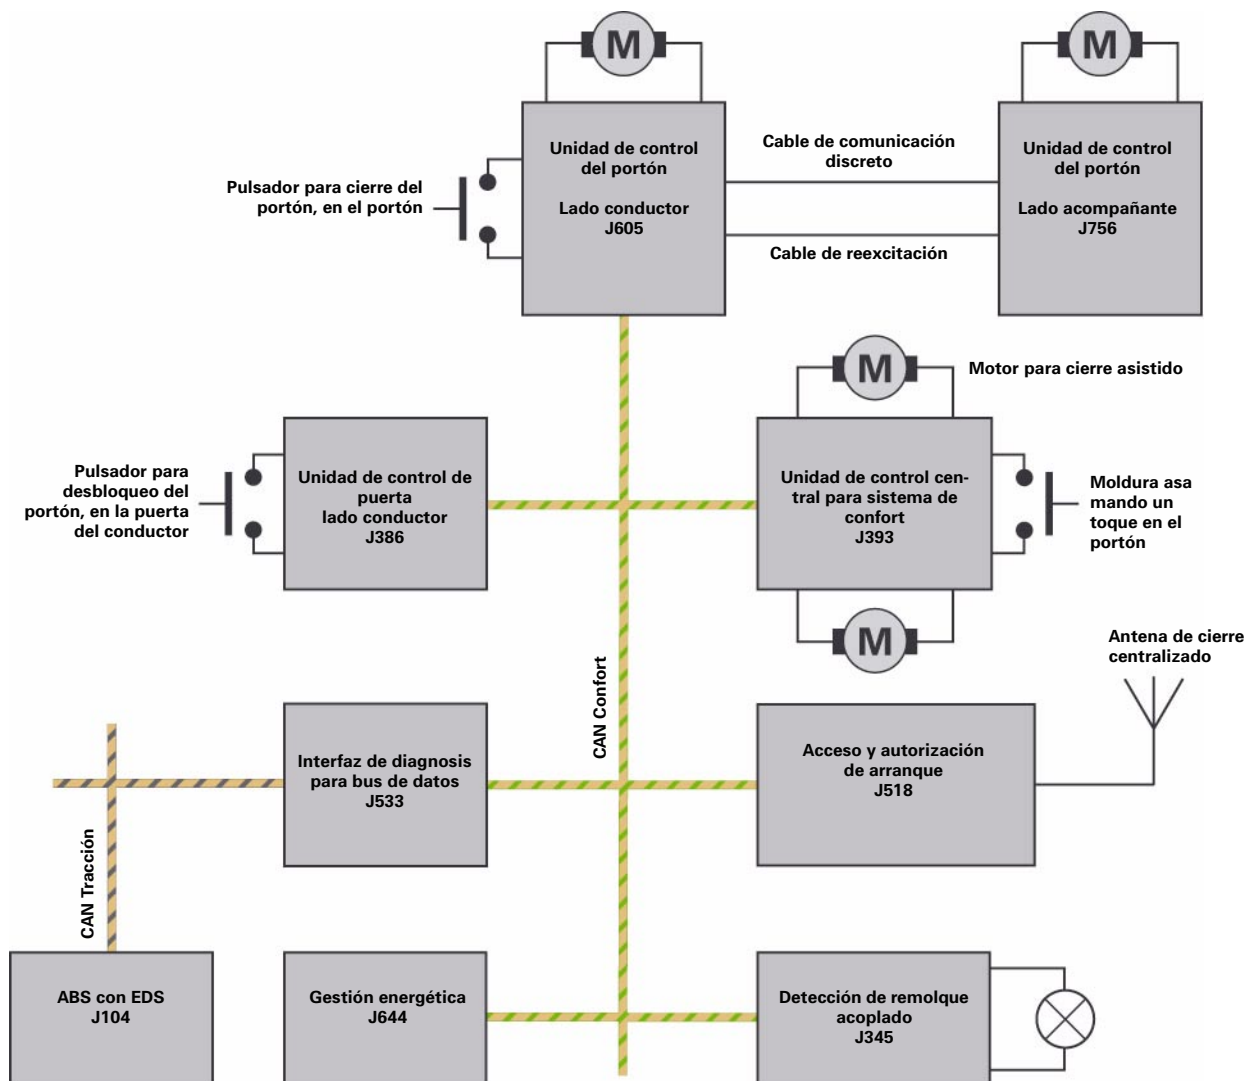 M
M
Unidad de control
del portón
Lado conductor
J605
Cable de comunicación
discreto
Cable de reexcitación
Unidad de control
del portón
Lado acompañante
J756
Pulsador para cierre del
portón, en el portón
M
Motor para cierre asistido
Pulsador para
desbloqueo del
portón, en la puerta
del conductor
Unidad de control de
puerta
lado conductor
J386
Unidad de control cen-
tral para sistema de
confort
J393
Moldura asa
mando un
toque en el
portón
M
CAN Confort
Antena de cierre
centralizado
Interfaz de diagnosis
para bus de datos
J533
Acceso y autorización
de arranque
J518
CAN Tracción
ABS con EDS
J104
Gestión energética
J644
Detección de remolque
acoplado
J345